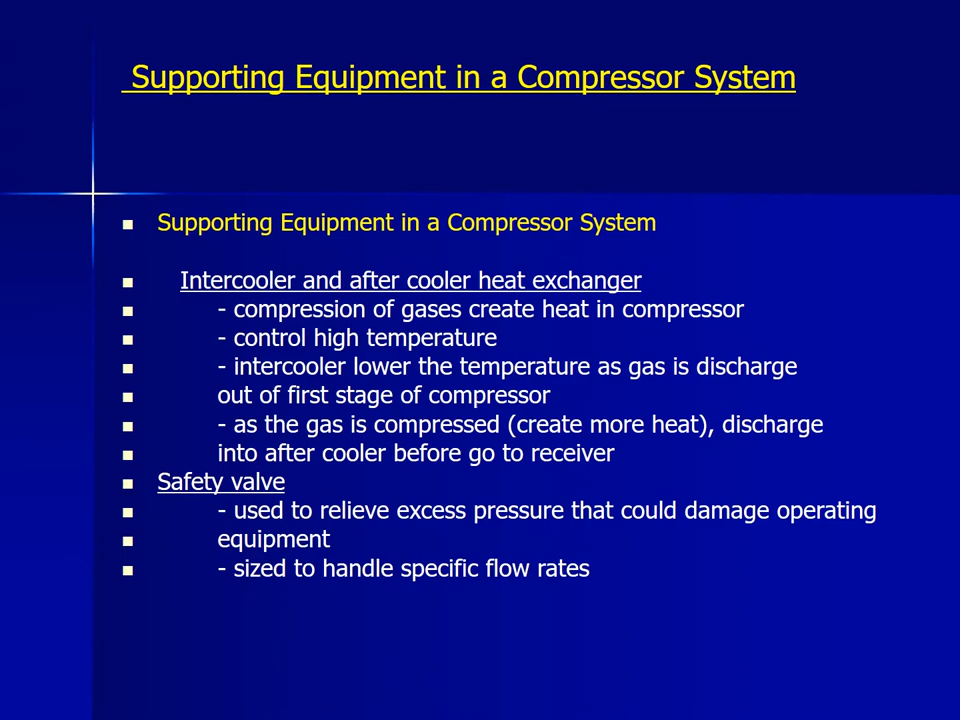 Supporting Equipment in a Compressor System
Supporting Equipment in a Compressor System
Intercooler and after cooler heat exchanger
- compression of gases create heat in compressor
- control high temperature
- intercooler lower the temperature as gas is discharge
out of first stage of compressor
- as the gas is compressed (create more heat), discharge
into after cooler before go to receiver
Safety valve
- used to relieve excess pressure that could damage operating
equipment
- sized to handle specific flow rates